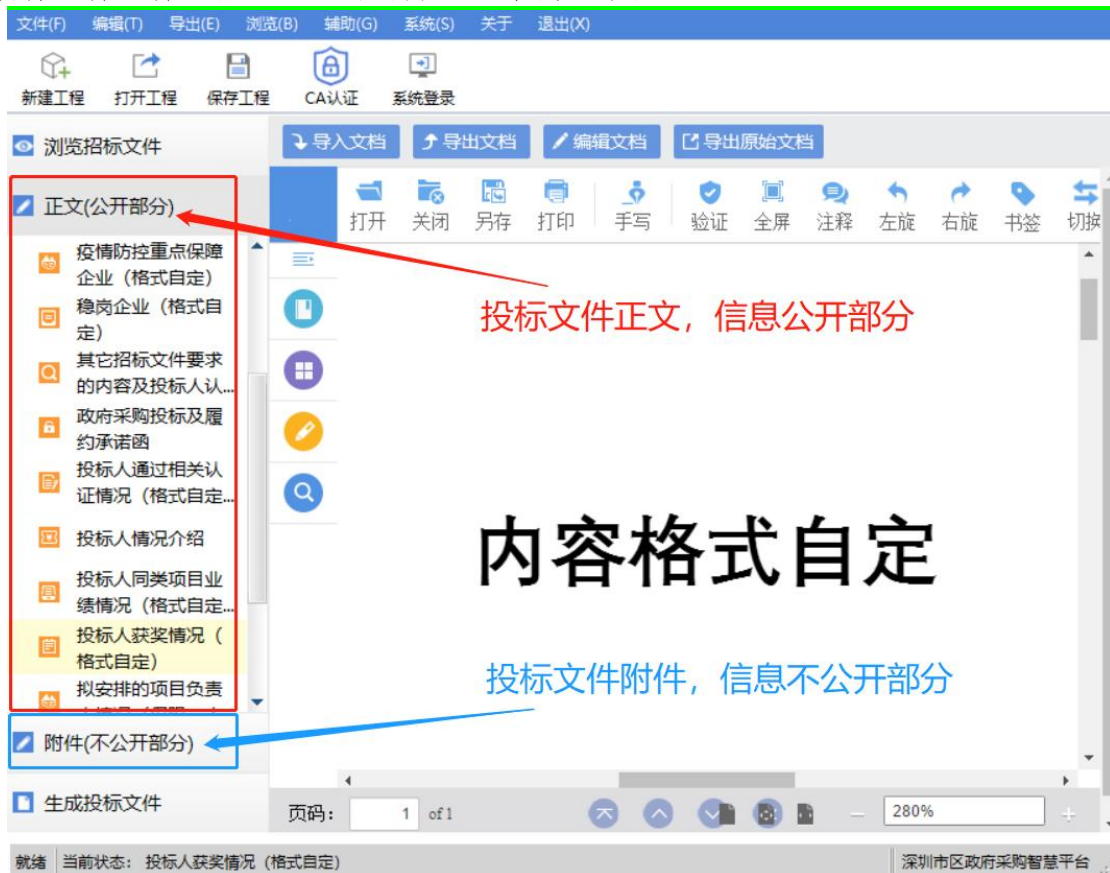 文件(F) 编辑(T) 导出(E) 浏览(B) 辅助(G) 系统(S) 关于 退出(X)
新建工程 打开工程 保存工程 CA认证 系统登录
浏览招标文件
导入文档 导出文档 编辑文档 导出原始文档
正文(公开部分)
打开 关闭 另存 打印 手写 验证 全屏 注释 左旋 右旋 书签 切换
疫情防控重点保障
企业（格式自定）
稳岗企业（格式自
定）
其它招标文件要求
的内容及投标人认...
政府采购投标及履
约承诺函
投标人通过相关认
证情况（格式自定...
投标人情况介绍
投标人同类项目业
绩情况（格式自定...
投标人获奖情况（
格式自定）
拟安排的项目负责
投标文件正文，信息公开部分
内容格式自定
投标文件附件，信息不公开部分
附件(不公开部分)
生成投标文件
页码: 1 of 1 280%
就绪 当前状态: 投标人获奖情况（格式自定） 深圳市区政府采购智慧平台